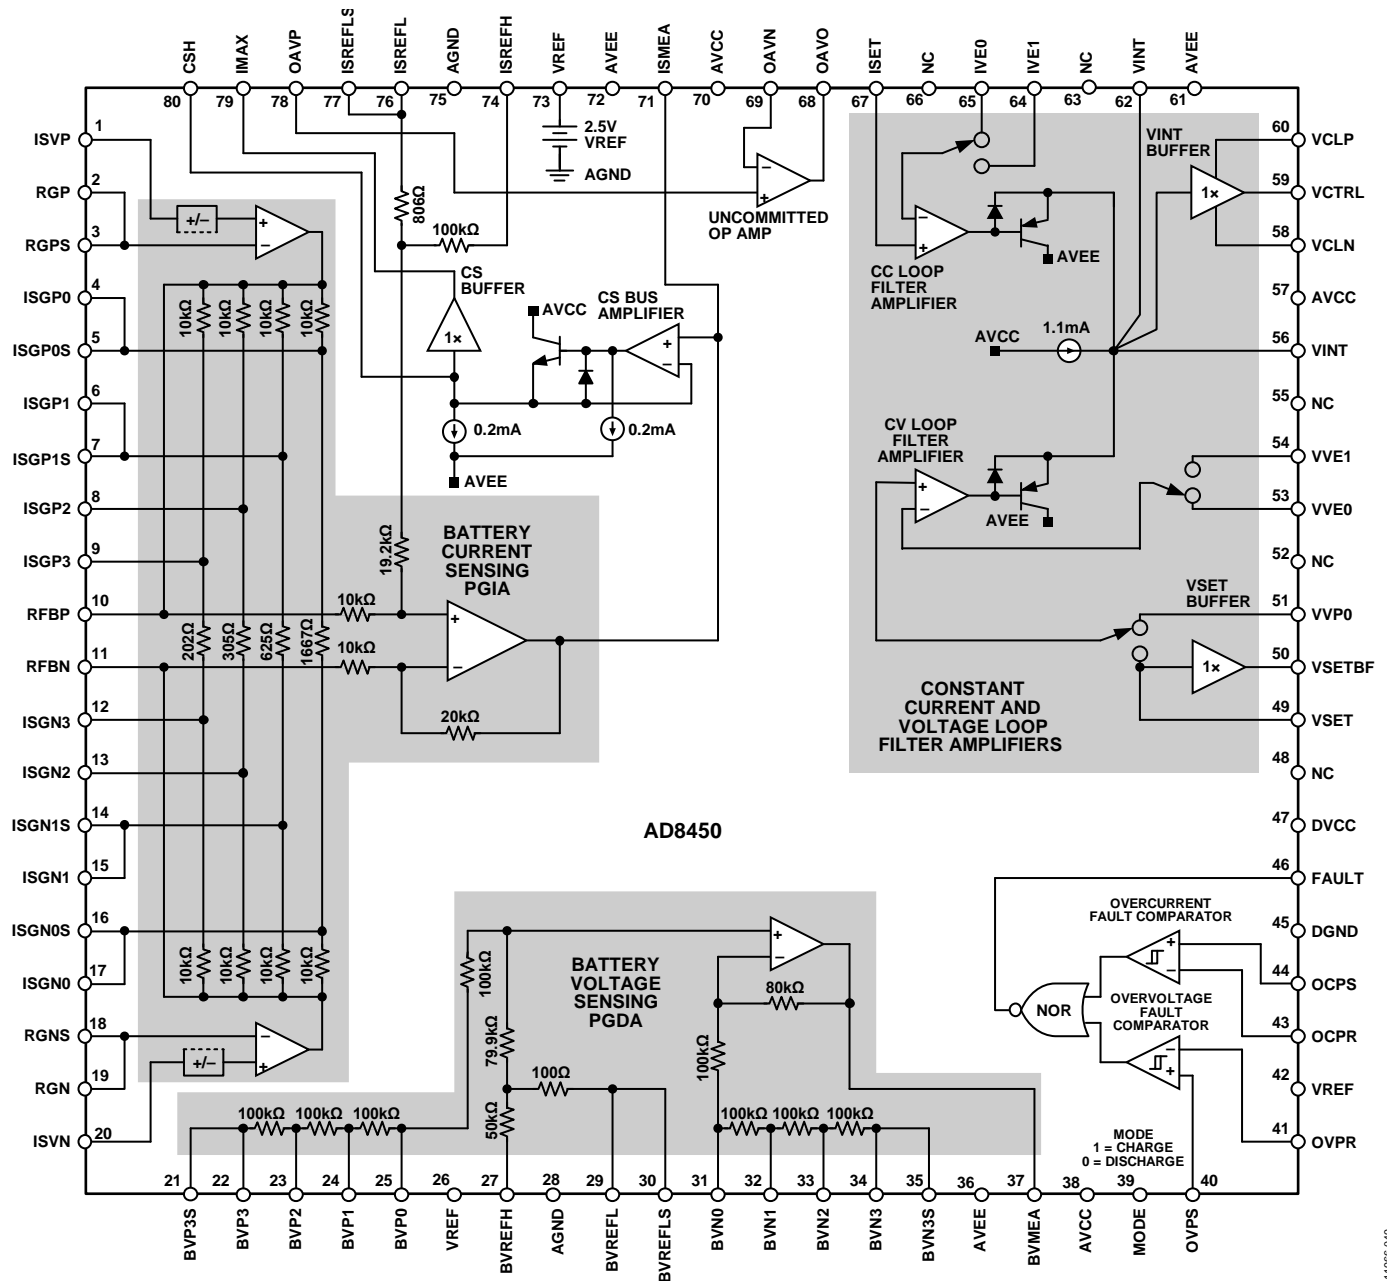 CSH
IMAX
OAVP
ISREFLS
ISREFL
AGND
ISREFH
VREF
AVEE
ISMEA
AVCC
OAVN
OAVO
ISET
NC
IVE0
IVE1
NC
VINT
AVEE
80
79
78
77
76
75
74
73
72
71
70
69
68
67
66
65
64
63
62
61
ISVP
1
RGP
2
RGPS
3
ISGP0
4
ISGP0S
5
ISGP1
6
ISGP1S
7
ISGP2
8
ISGP3
9
RFBP
10
RFBN
11
ISGN3
12
ISGN2
13
ISGN1S
14
ISGN1
15
ISGN0S
16
ISGN0
17
RGNS
18
RGN
19
ISVN
20
+/−
+
−
10kΩ
10kΩ
10kΩ
10kΩ
202Ω
305Ω
625Ω
1667Ω
10kΩ
10kΩ
10kΩ
10kΩ
−
+
+/−
2.5V
VREF
AGND
806Ω
100kΩ
−
+
UNCOMMITTED
OP AMP
CS
BUFFER
1×
AVCC
CS BUS
AMPLIFIER
+
−
0.2mA
0.2mA
AVEE
19.2kΩ
BATTERY
CURRENT
SENSING
PGIA
10kΩ
10kΩ
+
−
20kΩ
VINT
BUFFER
1×
−
+
AVEE
CC LOOP
FILTER
AMPLIFIER
AVCC
1.1mA
CV LOOP
FILTER
AMPLIFIER
+
−
AVEE
VSET
BUFFER
1×
CONSTANT
CURRENT AND
VOLTAGE LOOP
FILTER AMPLIFIERS
60
VCLP
59
VCTRL
58
VCLN
57
AVCC
56
VINT
55
NC
54
VVE1
53
VVE0
52
NC
51
VVP0
50
VSETBF
49
VSET
48
NC
47
DVCC
46
FAULT
45
DGND
44
OCPS
43
OCPR
42
VREF
41
OVPR
AD8450
OVERCURRENT
FAULT COMPARATOR
+
−
NOR
OVERVOLTAGE
FAULT
COMPARATOR
−
+
MODE
1 = CHARGE
0 = DISCHARGE
BATTERY
VOLTAGE
SENSING
PGDA
100kΩ
79.9kΩ
100Ω
50kΩ
+
−
80kΩ
100kΩ
100kΩ
100kΩ
100kΩ
100kΩ
100kΩ
100kΩ
21
22
23
24
25
26
27
28
29
30
31
32
33
34
35
36
37
38
39
40
BVP3S
BVP3
BVP2
BVP1
BVP0
VREF
BVREFH
AGND
BVREFL
BVREFLS
BVN0
BVN1
BVN2
BVN3
BVN3S
AVEE
BVMEA
AVCC
MODE
OVPS